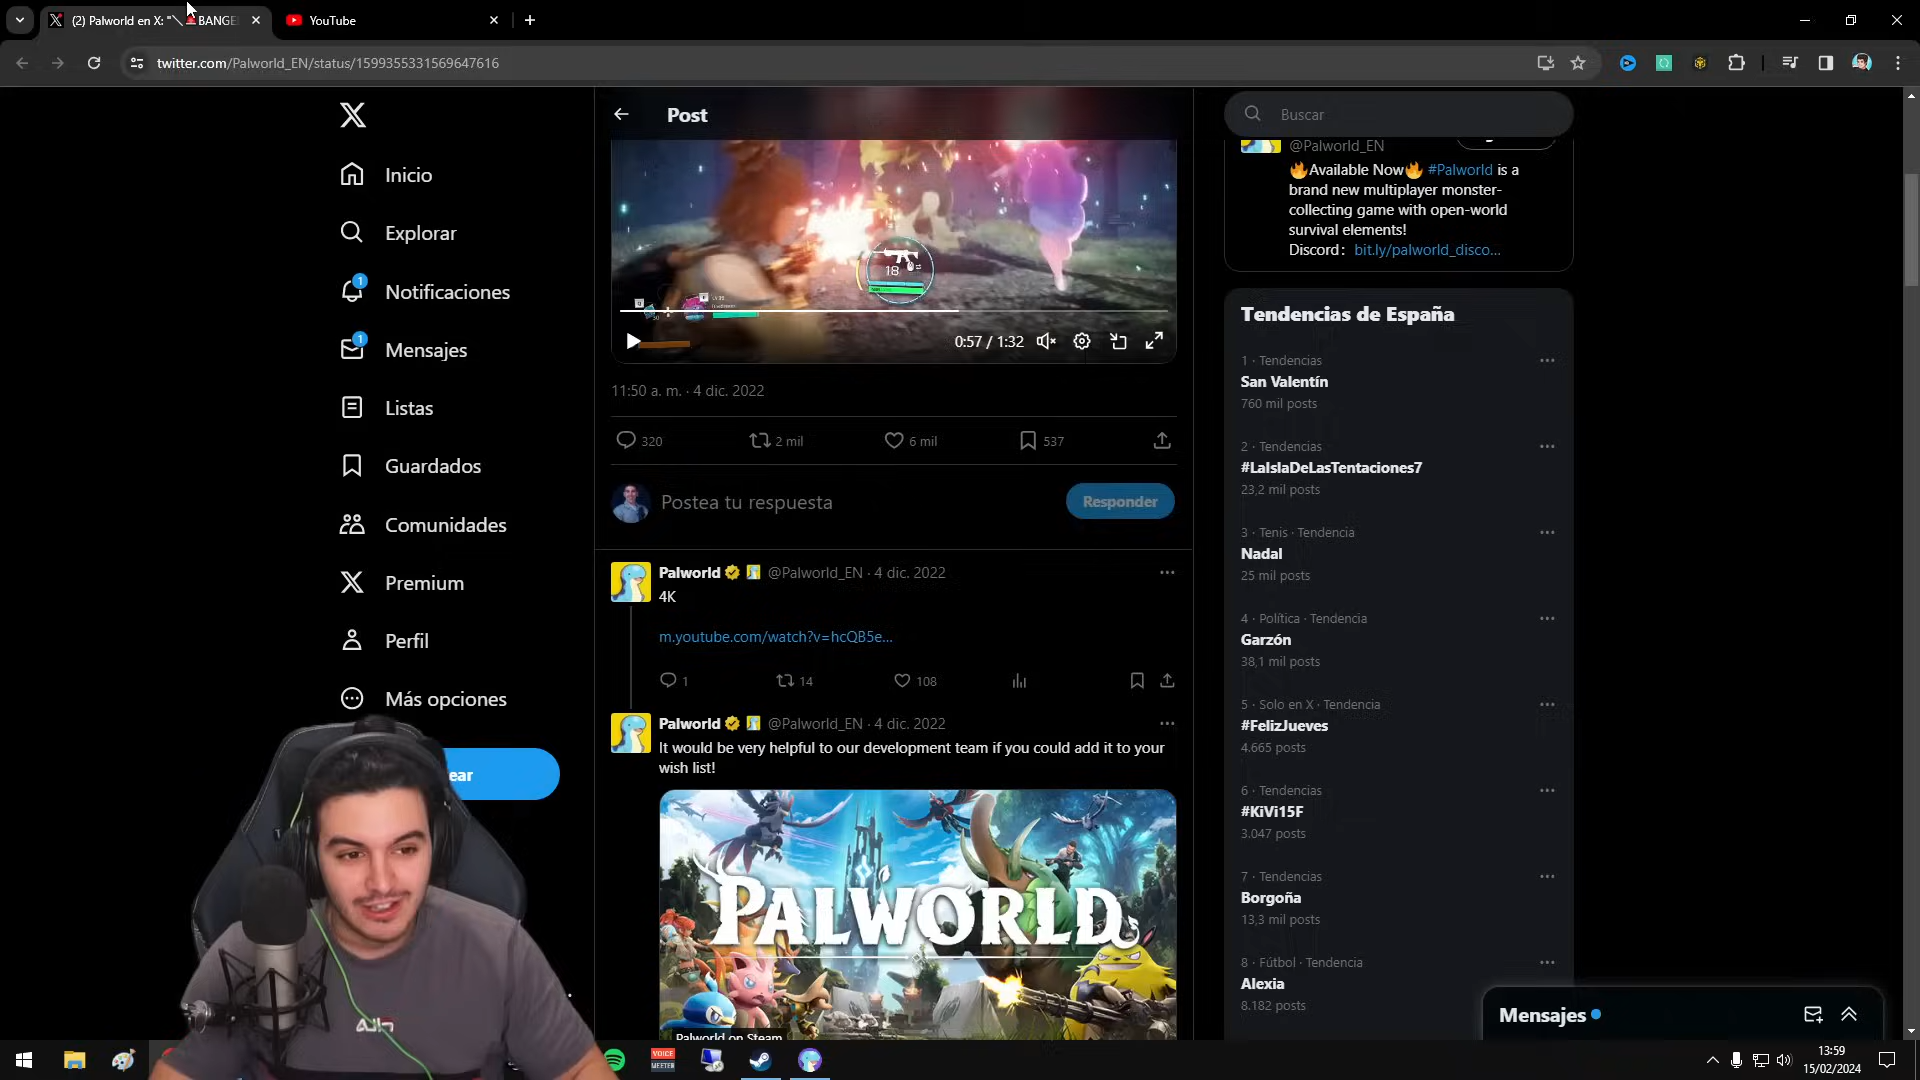 (2) Palworld en X: "＼🚨BANGE
YouTube
twitter.com/Palworld_EN/status/1599355331569647616
Inicio
Explorar
1
Notificaciones
1
Mensajes
Listas
Guardados
Comunidades
Premium
Perfil
Más opciones
ear
Post
18
0:57 / 1:32
11:50 a. m. · 4 dic. 2022
320
2 mil
6 mil
537
Postea tu respuesta
Responder
Palworld @Palworld_EN · 4 dic. 2022
4K
m.youtube.com/watch?v=hcQB5e...
1
14
108
Palworld @Palworld_EN · 4 dic. 2022
It would be very helpful to our development team if you could add it to your
wish list!
PALWORLD
Palworld on Steam
Buscar
@Palworld_EN
🔥Available Now🔥 #Palworld is a
brand new multiplayer monster-
collecting game with open-world
survival elements!
Discord: bit.ly/palworld_disco...
Tendencias de España
1 · Tendencias
San Valentín
760 mil posts
2 · Tendencias
#LaIslaDeLasTentaciones7
23,2 mil posts
3 · Tenis · Tendencia
Nadal
25 mil posts
4 · Política · Tendencia
Garzón
38,1 mil posts
5 · Solo en X · Tendencia
#FelizJueves
4.665 posts
6 · Tendencias
#KiVi15F
3.047 posts
7 · Tendencias
Borgoña
13,3 mil posts
8 · Fútbol · Tendencia
Alexia
8.182 posts
Mensajes
VOICE
MEETER
13:59
15/02/2024